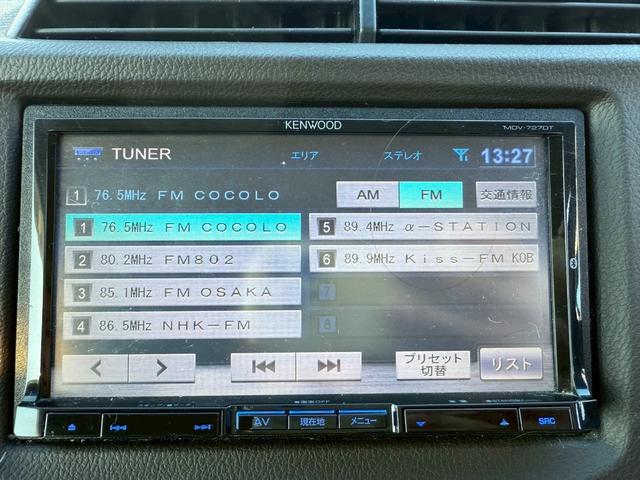 KENWOOD
MDV-727DT
TUNER
エリア
ステレオ
13:27
1 76.5MHz FM COCOLO
AM
FM
交通情報
1 76.5MHz FM COCOLO
5 89.4MHz α-STATION
2 80.2MHz FM802
6 89.9MHz Kiss-FM KOB
3 85.1MHz FM OSAKA
7
4 86.5MHz NHK-FM
8
プリセット
切替
リスト
AV
現在地
メニュー
SRC